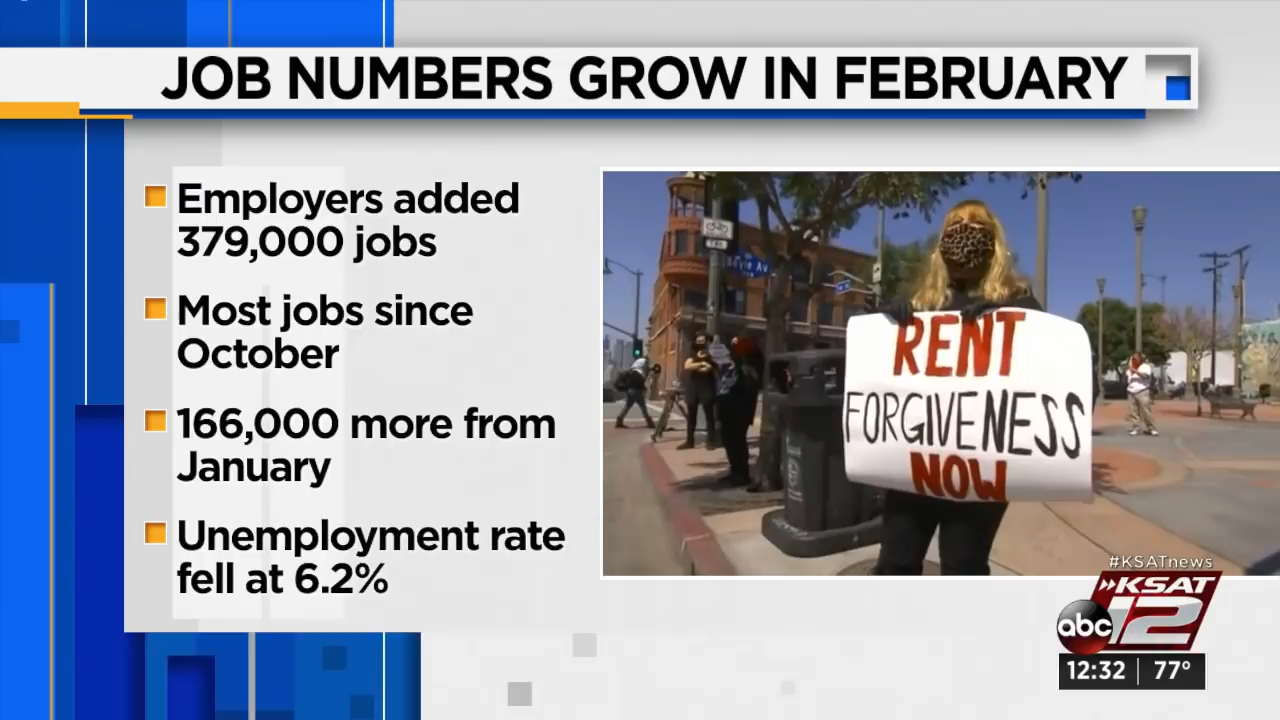 JOB NUMBERS GROW IN FEBRUARY
Employers added
379,000 jobs
Most jobs since
October
166,000 more from
January
Unemployment rate
fell at 6.2%
RENT
FORGIVENESS
NOW
#KSATnews
KSAT
abc 12
12:32 77°